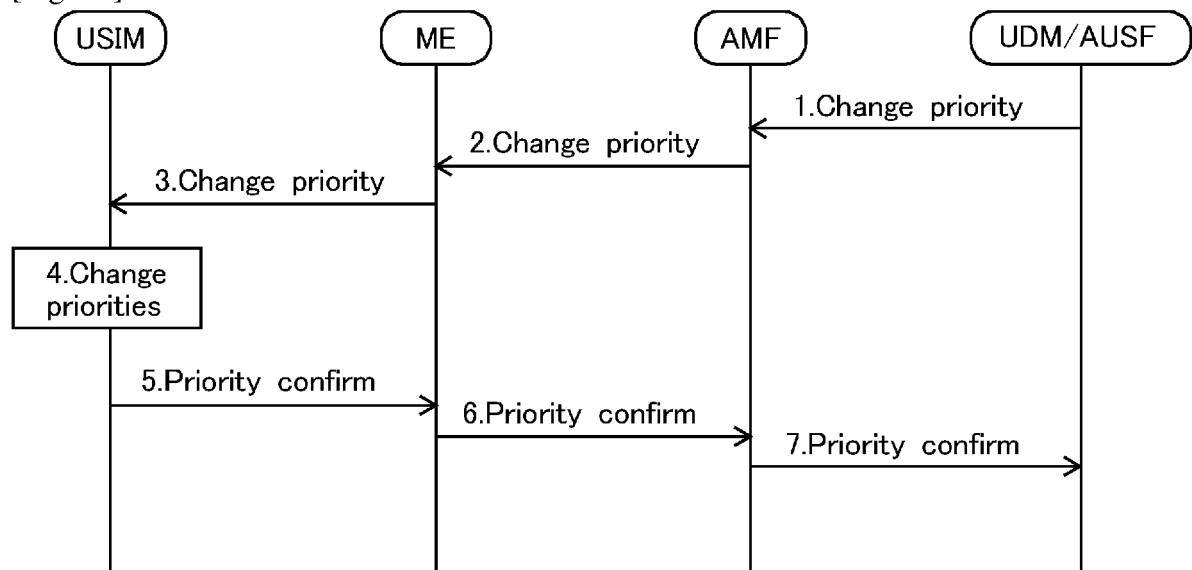 USIM ME AMF UDM/AUSF
1.Change priority
2.Change priority
3.Change priority
4.Change
priorities
5.Priority confirm
6.Priority confirm
7.Priority confirm